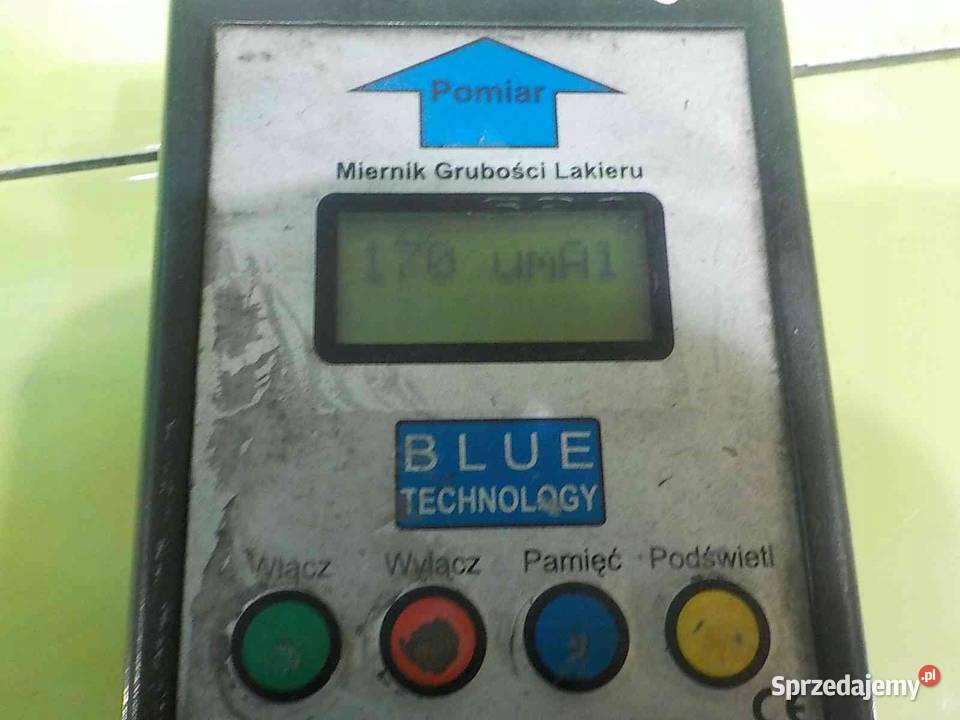 Pomiar
Miernik Grubości Lakieru
170 umAl
BLUE
TECHNOLOGY
Włącz Wyłącz Pamięć Podświetl
CE
Sprzedajemy.pl